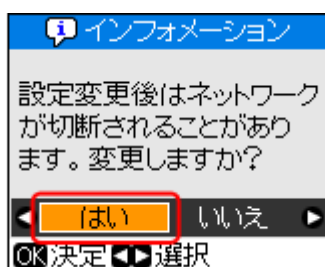 インフォメーション
設定変更後はネットワーク
が切断されることがあり
ます。変更しますか?
はい いいえ
OK決定 選択